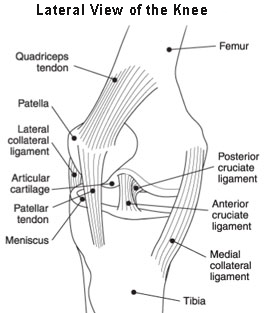 Lateral View of the Knee
Quadriceps
tendon
Femur
Patella
Lateral
collateral
ligament
Articular
cartilage
Patellar
tendon
Meniscus
Posterior
cruciate
ligament
Anterior
cruciate
ligament
Medial
collateral
ligament
Tibia